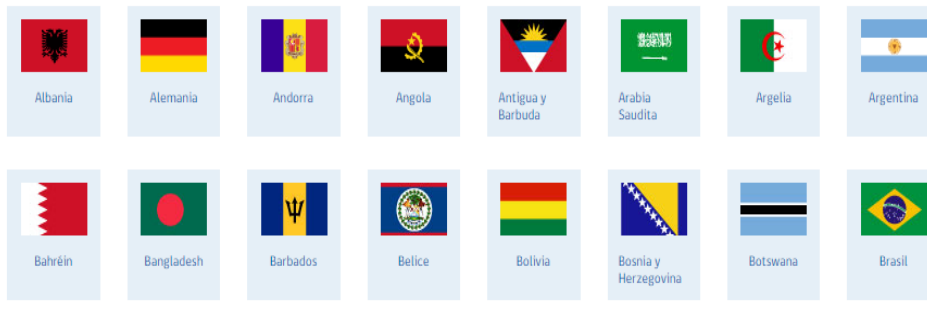 Albania
Alemania
Andorra
Angola
Antigua y
Barbuda
Arabia
Saudita
Argelia
Argentina
Bahréin
Bangladesh
Barbados
Belice
Bolivia
Bosnia y
Herzegovina
Botswana
Brasil